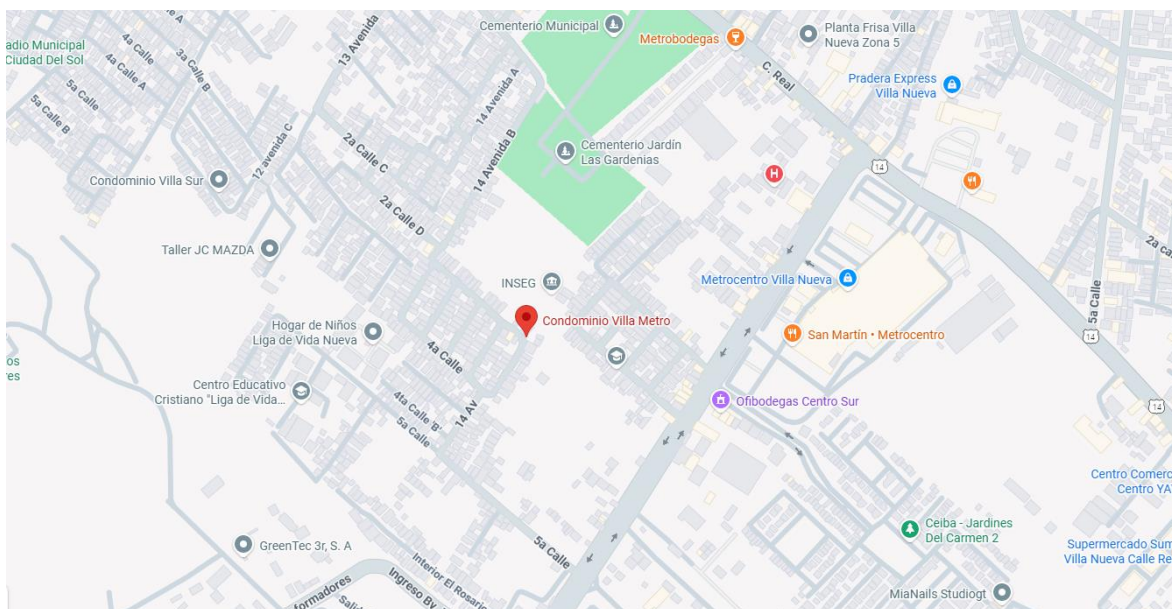 Cementerio Municipal
Metrobodegas
Planta Frisa Villa
Nueva Zona 5
adio Municipal
Ciudad Del Sol
4a Calle
4a Calle A
3a Calle B
13 Avenida
C. Real
Pradera Express
Villa Nueva
5a Calle
5a Calle B
14 Avenida A
14 Avenida B
12 avenida C
2a Calle C
Cementerio Jardín
Las Gardenias
H
14
Condominio Villa Sur
2a Calle D
Taller JC MAZDA
2a Ca
INSEG
Metrocentro Villa Nueva
5a Calle
Condominio Villa Metro
Hogar de Niños
Liga de Vida Nueva
San Martín • Metrocentro
14
4a Calle
os
res
Centro Educativo
Cristiano "Liga de Vida...
4ta Calle B
5a Calle
14 Av
Ofibodegas Centro Sur
14
Centro Comerc
Centro YA
Ceiba - Jardines
Del Carmen 2
GreenTec 3r, S. A
5a Calle
Supermercado Sum
Villa Nueva Calle Re
Interior El Rosario
formadores
Ingreso By
MiaNails Studiogt